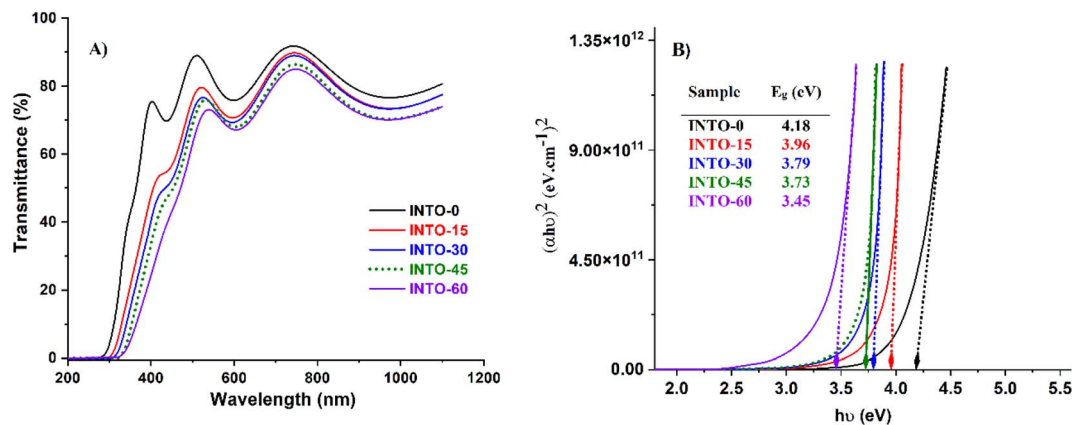 A)
Transmittance (%)
100
80
60
40
20
0
200
400
600
800
1000
1200
Wavelength (nm)
INTO-0
INTO-15
INTO-30
INTO-45
INTO-60
B)
(αhυ)² (eV.cm⁻¹)²
1.35×10¹²
9.00×10¹¹
4.50×10¹¹
0.00
2.0
2.5
3.0
3.5
4.0
4.5
5.0
5.5
hυ (eV)
Sample Eg (eV)
INTO-0 4.18
INTO-15 3.96
INTO-30 3.79
INTO-45 3.73
INTO-60 3.45